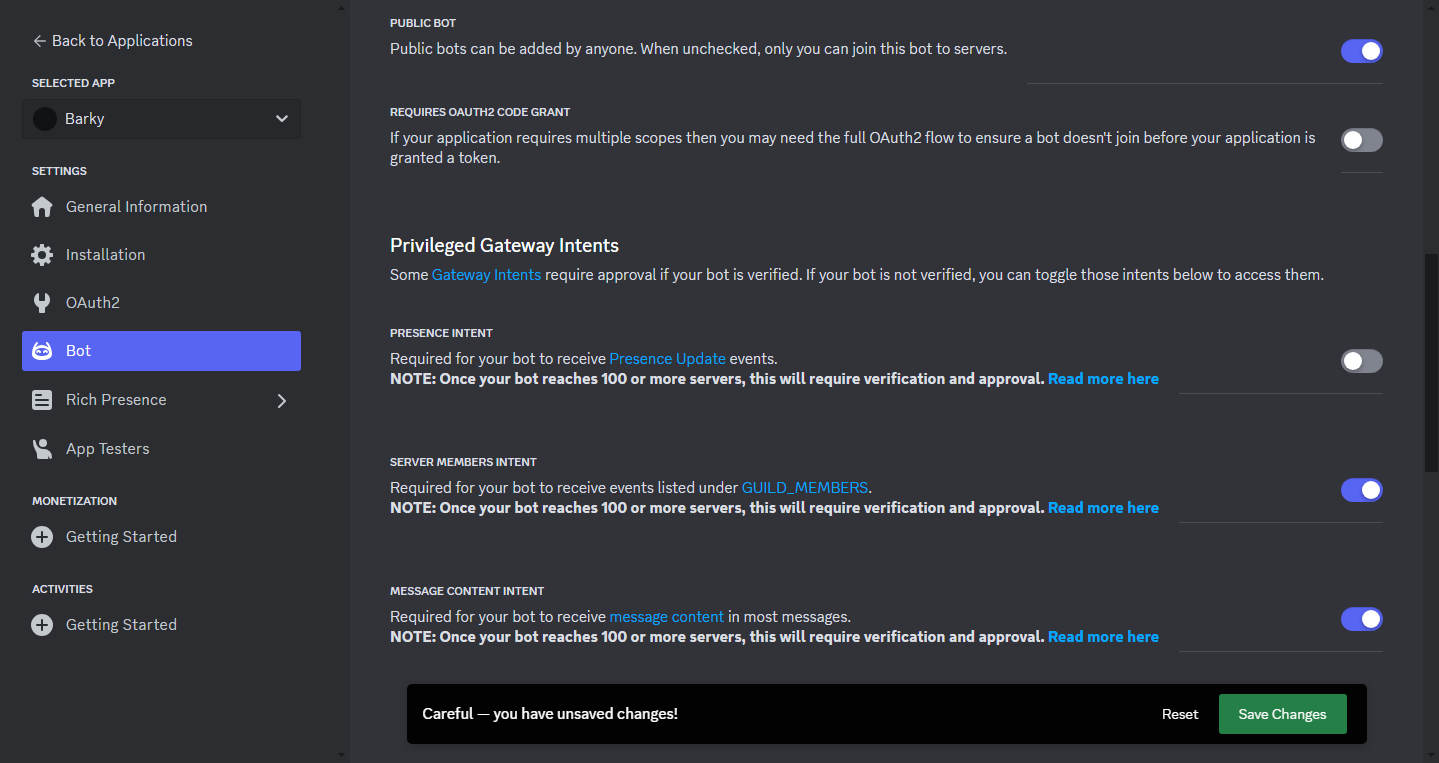 Back to Applications
SELECTED APP
Barky
SETTINGS
General Information
Installation
OAuth2
Bot
Rich Presence
App Testers
MONETIZATION
Getting Started
ACTIVITIES
Getting Started
PUBLIC BOT
Public bots can be added by anyone. When unchecked, only you can join this bot to servers.
REQUIRES OAUTH2 CODE GRANT
If your application requires multiple scopes then you may need the full OAuth2 flow to ensure a bot doesn't join before your application is
granted a token.
Privileged Gateway Intents
Some Gateway Intents require approval if your bot is verified. If your bot is not verified, you can toggle those intents below to access them.
PRESENCE INTENT
Required for your bot to receive Presence Update events.
NOTE: Once your bot reaches 100 or more servers, this will require verification and approval. Read more here
SERVER MEMBERS INTENT
Required for your bot to receive events listed under GUILD_MEMBERS.
NOTE: Once your bot reaches 100 or more servers, this will require verification and approval. Read more here
MESSAGE CONTENT INTENT
Required for your bot to receive message content in most messages.
NOTE: Once your bot reaches 100 or more servers, this will require verification and approval. Read more here
Careful — you have unsaved changes!
Reset
Save Changes